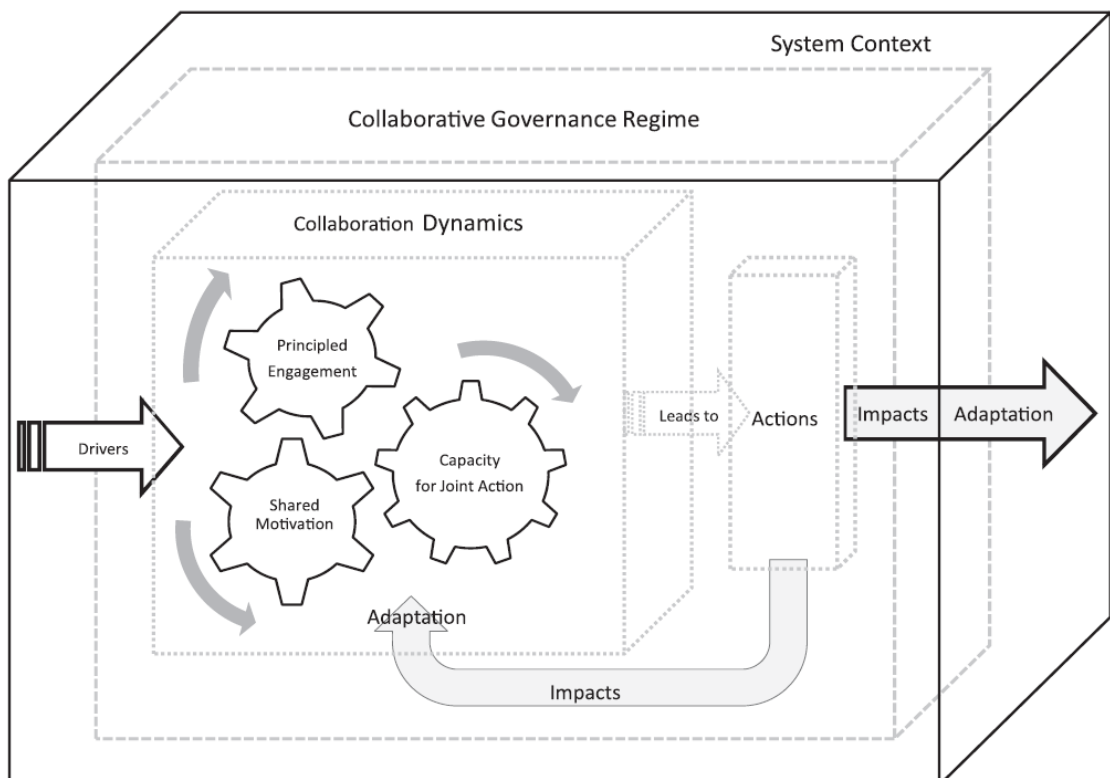 System Context
Collaborative Governance Regime
Collaboration Dynamics
Principled
Engagement
Drivers
Shared
Motivation
Capacity
for Joint Action
Leads to
Actions
Impacts
Adaptation
Adaptation
Impacts